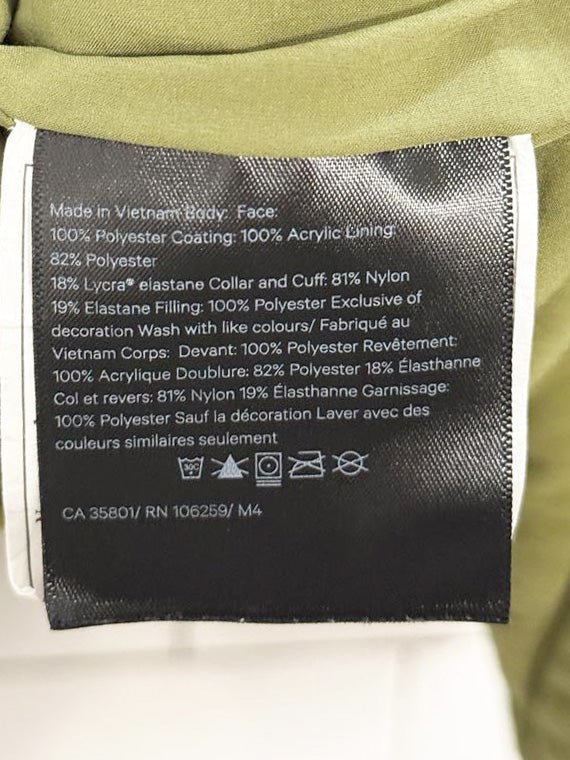 Made in Vietnam Body: Face:
100% Polyester Coating: 100% Acrylic Lining:
82% Polyester
18% Lycra® elastane Collar and Cuff: 81% Nylon
19% Elastane Filling: 100% Polyester Exclusive of
decoration Wash with like colours/ Fabriqué au
Vietnam Corps: Devant: 100% Polyester Revêtement:
100% Acrylique Doublure: 82% Polyester 18% Élasthanne
Col et revers: 81% Nylon 19% Élasthanne Garnissage:
100% Polyester Sauf la décoration Laver avec des
couleurs similaires seulement
30C
CA 35801/ RN 106259/ M4